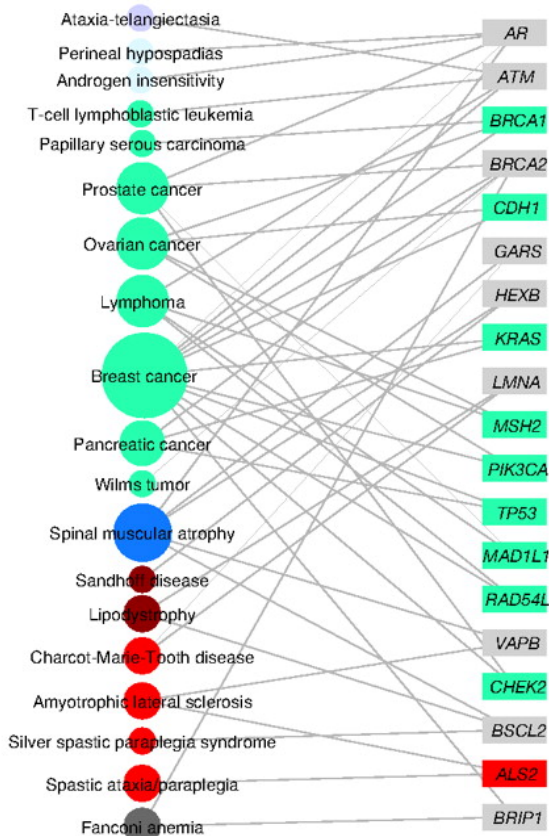 Ataxia-telangiectasia
Perineal hypospadias
Androgen insensitivity
T-cell lymphoblastic leukemia
Papillary serous carcinoma
Prostate cancer
Ovarian cancer
Lymphoma
Breast cancer
Pancreatic cancer
Wilms tumor
Spinal muscular atrophy
Sandhoff disease
Lipodystrophy
Charcot-Marie-Tooth disease
Amyotrophic lateral sclerosis
Silver spastic paraplegia syndrome
Spastic ataxia/paraplegia
Fanconi anemia
AR
ATM
BRCA1
BRCA2
CDH1
GARS
HEXB
KRAS
LMNA
MSH2
PIK3CA
TP53
MAD1L1
RAD54L
VAPB
CHEK2
BSCL2
ALS2
BRIP1